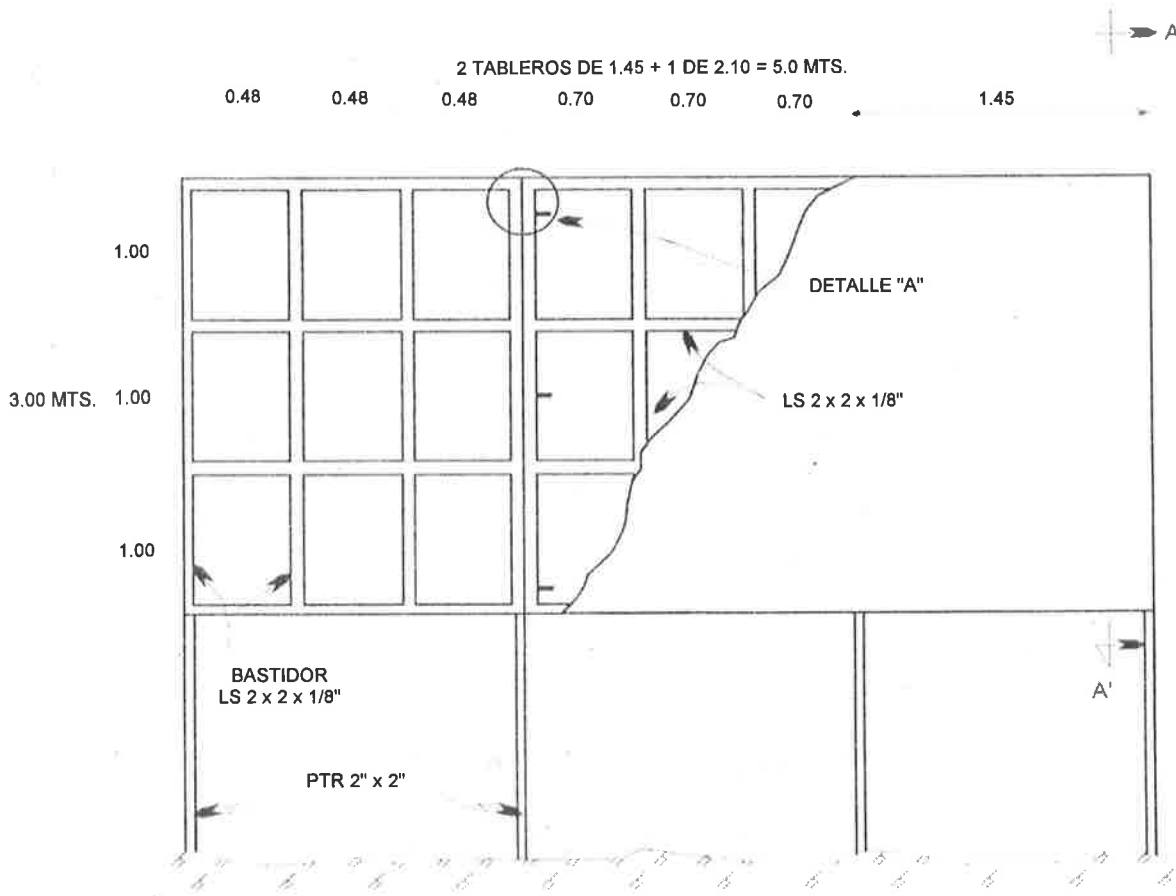 A
2 TABLEROS DE 1.45 + 1 DE 2.10 = 5.0 MTS.
0.48 0.48 0.48 0.70 0.70 0.70 1.45
1.00
DETALLE "A"
3.00 MTS. 1.00
LS 2 x 2 x 1/8"
1.00
BASTIDOR
LS 2 x 2 x 1/8"
A'
PTR 2" x 2"